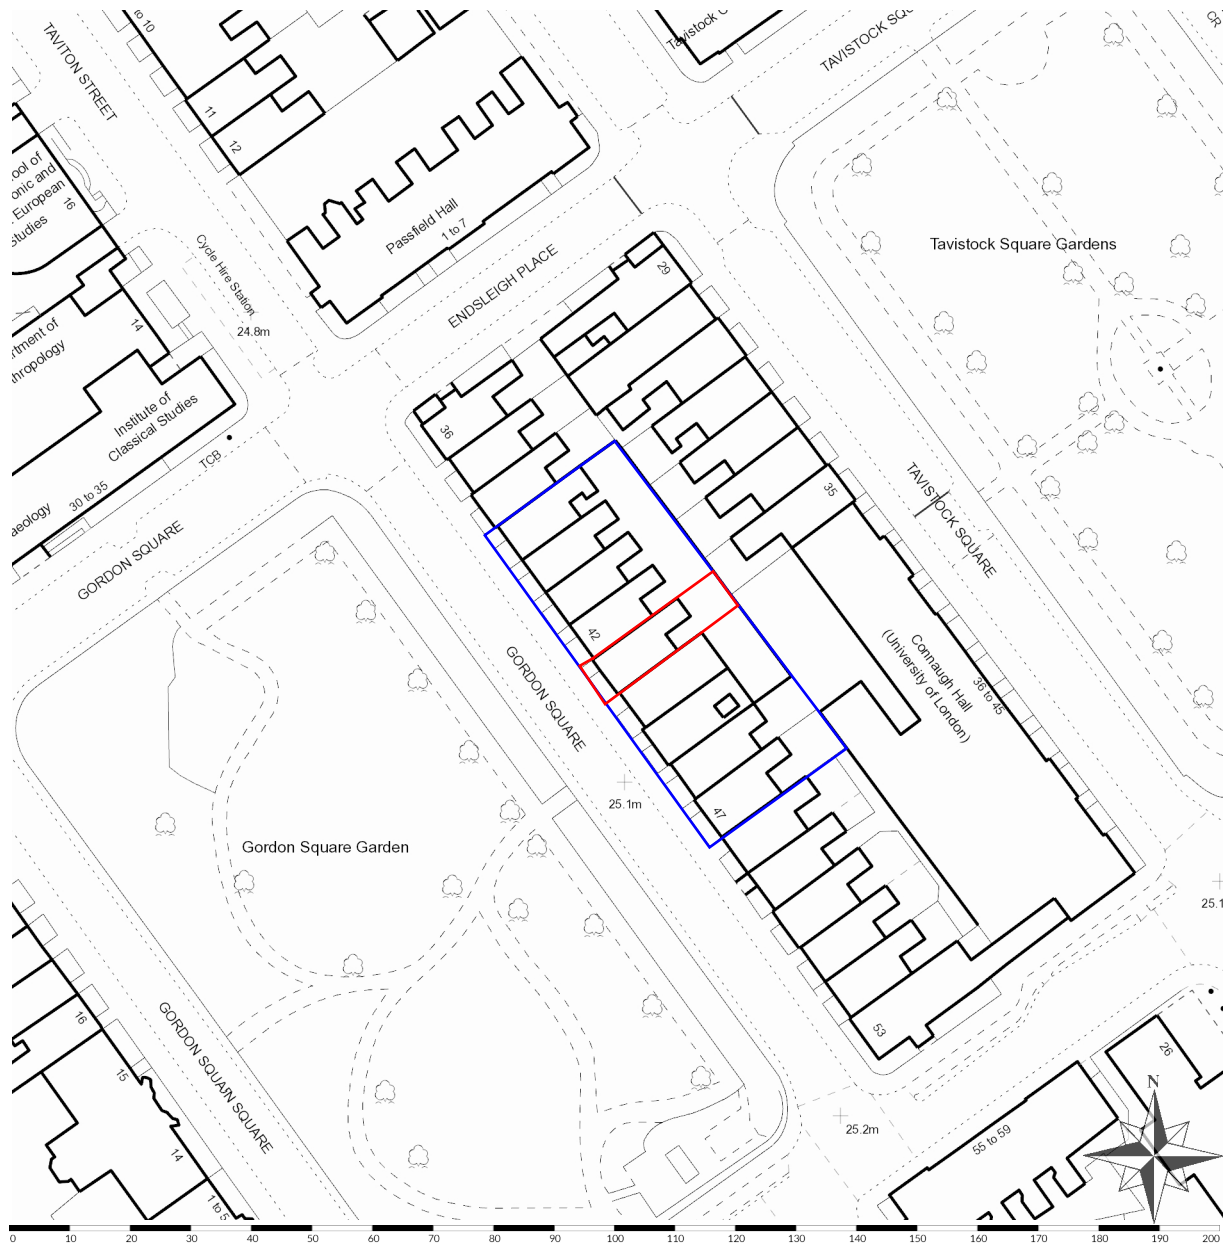 to 10
TAVITON STREET
11
12
Tavistock C
TAVISTOCK SQU
CR
ool of
onic and
European
Studies
16
Passfield Hall
1 to 7
Cycle Hire Station
24.8m
ENDSLEIGH PLACE
29
Tavistock Square Gardens
14
rtment of
thropology
Institute of
Classical Studies
TCB
36
30 to 35
aeology
GORDON SQUARE
35
TAVISTOCK SQUARE
42
GORDON SQUARE
Connaugh Hall
(University of London)
36 to 45
25.1m
47
Gordon Square Garden
25.1
53
16
15
14
1 to 5
GORDON SQUARE
25.2m
55 to 59
26
N
0 10 20 30 40 50 60 70 80 90 100 110 120 130 140 150 160 170 180 190 200